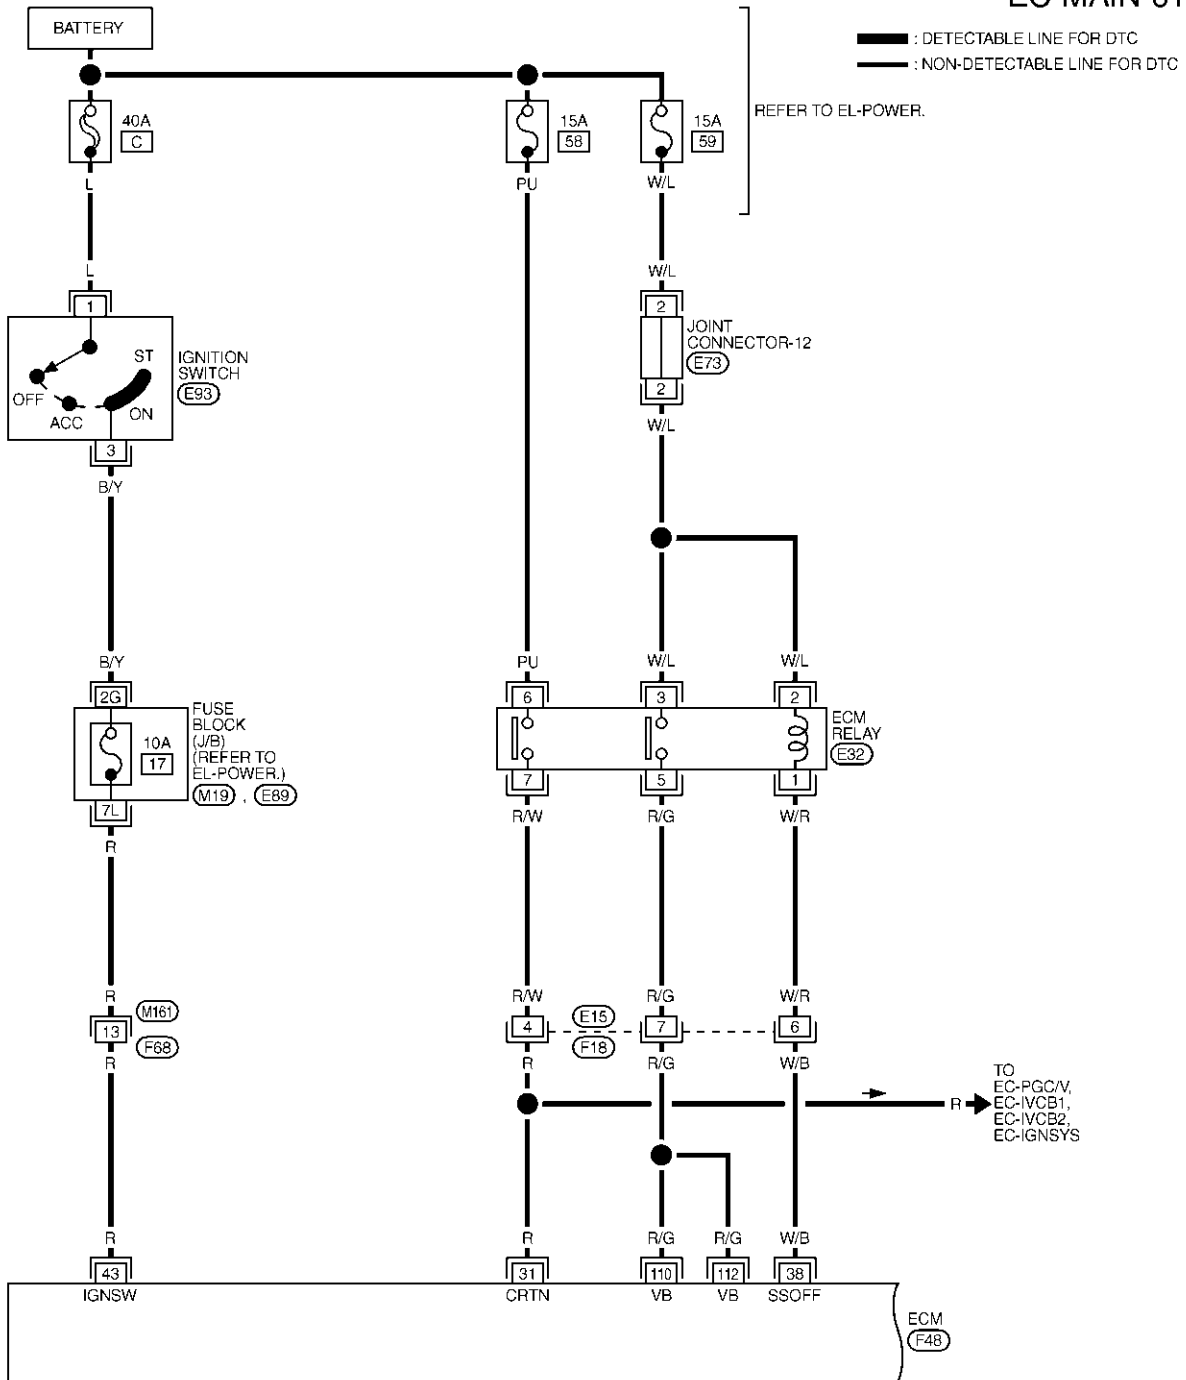 BATTERY
: DETECTABLE LINE FOR DTC
: NON-DETECTABLE LINE FOR DTC
REFER TO EL-POWER.
40A
C
15A
58
15A
59
L
PU
W/L
L
W/L
1
2
JOINT
CONNECTOR-12
E73
2
W/L
ST
OFF
ACC
ON
IGNITION
SWITCH
E93
3
B/Y
B/Y
PU
W/L
W/L
2G
6
3
2
FUSE
BLOCK
(J/B)
(REFER TO
EL-POWER.)
M19 , E89
10A
17
7L
ECM
RELAY
E32
7
5
1
R
R/W
R/G
W/R
R
R/W
R/G
W/R
13
M161
F68
4
E15
F18
7
6
R
R
R/G
W/B
R
TO
EC-PGC/V,
EC-IVCB1,
EC-IVCB2,
EC-IGNSYS
R
R
R/G
R/G
W/B
43
31
110
112
38
IGNSW
CRTN
VB
VB
SSOFF
ECM
F48